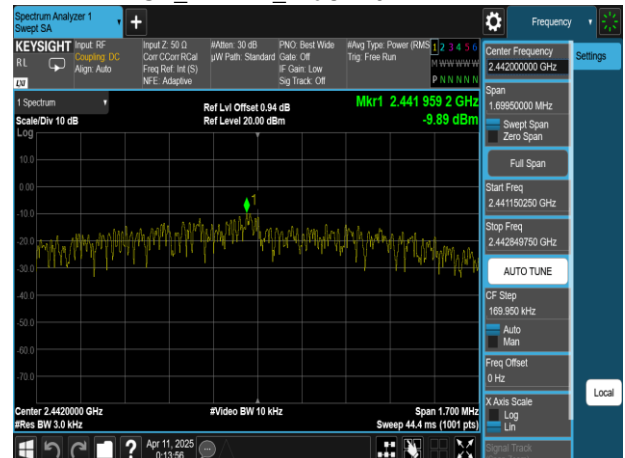 Spectrum Analyzer 1
Swept SA
+
Frequency
KEYSIGHT
R L
LXI
Input: RF
Coupling: DC
Align: Auto
Input Z: 50 Ω
Corr CCorr RCal
Freq Ref: Int (S)
NFE: Adaptive
#Atten: 30 dB
µW Path: Standard
PNO: Best Wide
Gate: Off
IF Gain: Low
Sig Track: Off
#Avg Type: Power (RMS
Trig: Free Run
1 2 3 4 5 6
M W W W W W
P N N N N N
1 Spectrum
Scale/Div 10 dB
Ref Lvl Offset 0.94 dB
Ref Level 20.00 dBm
Mkr1 2.441 959 2 GHz
-9.89 dBm
Log
10.0
0.00
-10.0
-20.0
-30.0
-40.0
-50.0
-60.0
-70.0
1
Center 2.4420000 GHz
#Res BW 3.0 kHz
#Video BW 10 kHz
Span 1.700 MHz
Sweep 44.4 ms (1001 pts)
Center Frequency
2.442000000 GHz
Span
1.69950000 MHz
Swept Span
Zero Span
Full Span
Start Freq
2.441150250 GHz
Stop Freq
2.442849750 GHz
AUTO TUNE
CF Step
169.950 kHz
Auto
Man
Freq Offset
0 Hz
X Axis Scale
Log
Lin
Signal Track
Settings
Local
?
Apr 11, 2025
0:13:56